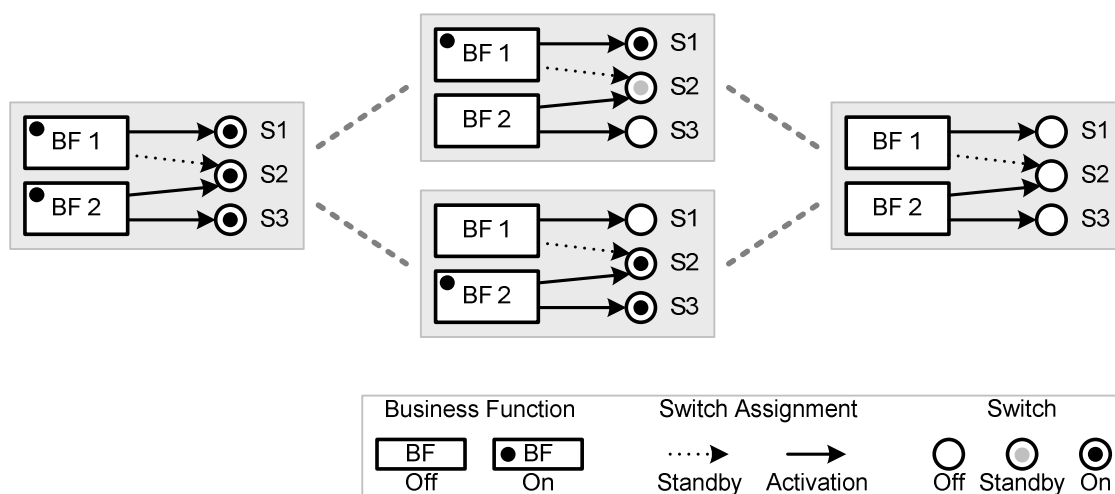 BF 1 S1
S2
BF 2 S3
BF 1 S1
S2
BF 2 S3
BF 1 S1
S2
BF 2 S3
BF 1 S1
S2
BF 2 S3
Business Function Switch Assignment Switch
BF BF
Off On Standby Activation Off Standby On